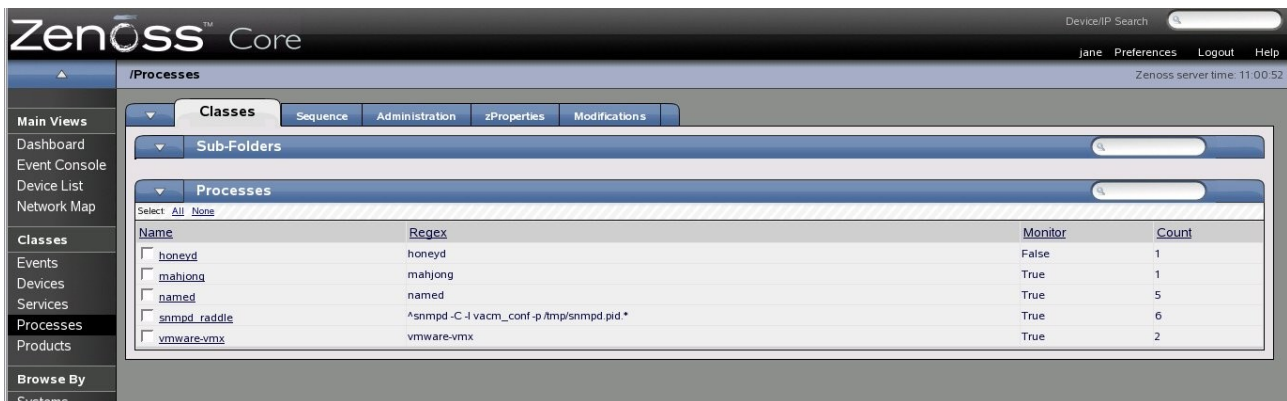 Zenōss™ Core
Device/IP Search
jane Preferences Logout Help
/Processes
Zenoss server time: 11:00:52
Main Views
Dashboard
Event Console
Device List
Network Map
Classes
Events
Devices
Services
Processes
Products
Browse By
Systems
Classes Sequence Administration zProperties Modifications
Sub-Folders
Processes
Select: All None
Name Regex Monitor Count
honeyd honeyd False 1
mahjong mahjong True 1
named named True 5
snmpd_raddle ^snmpd -C -l vacm_conf -p /tmp/snmpd.pid.* True 6
vmware-vmx vmware-vmx True 2